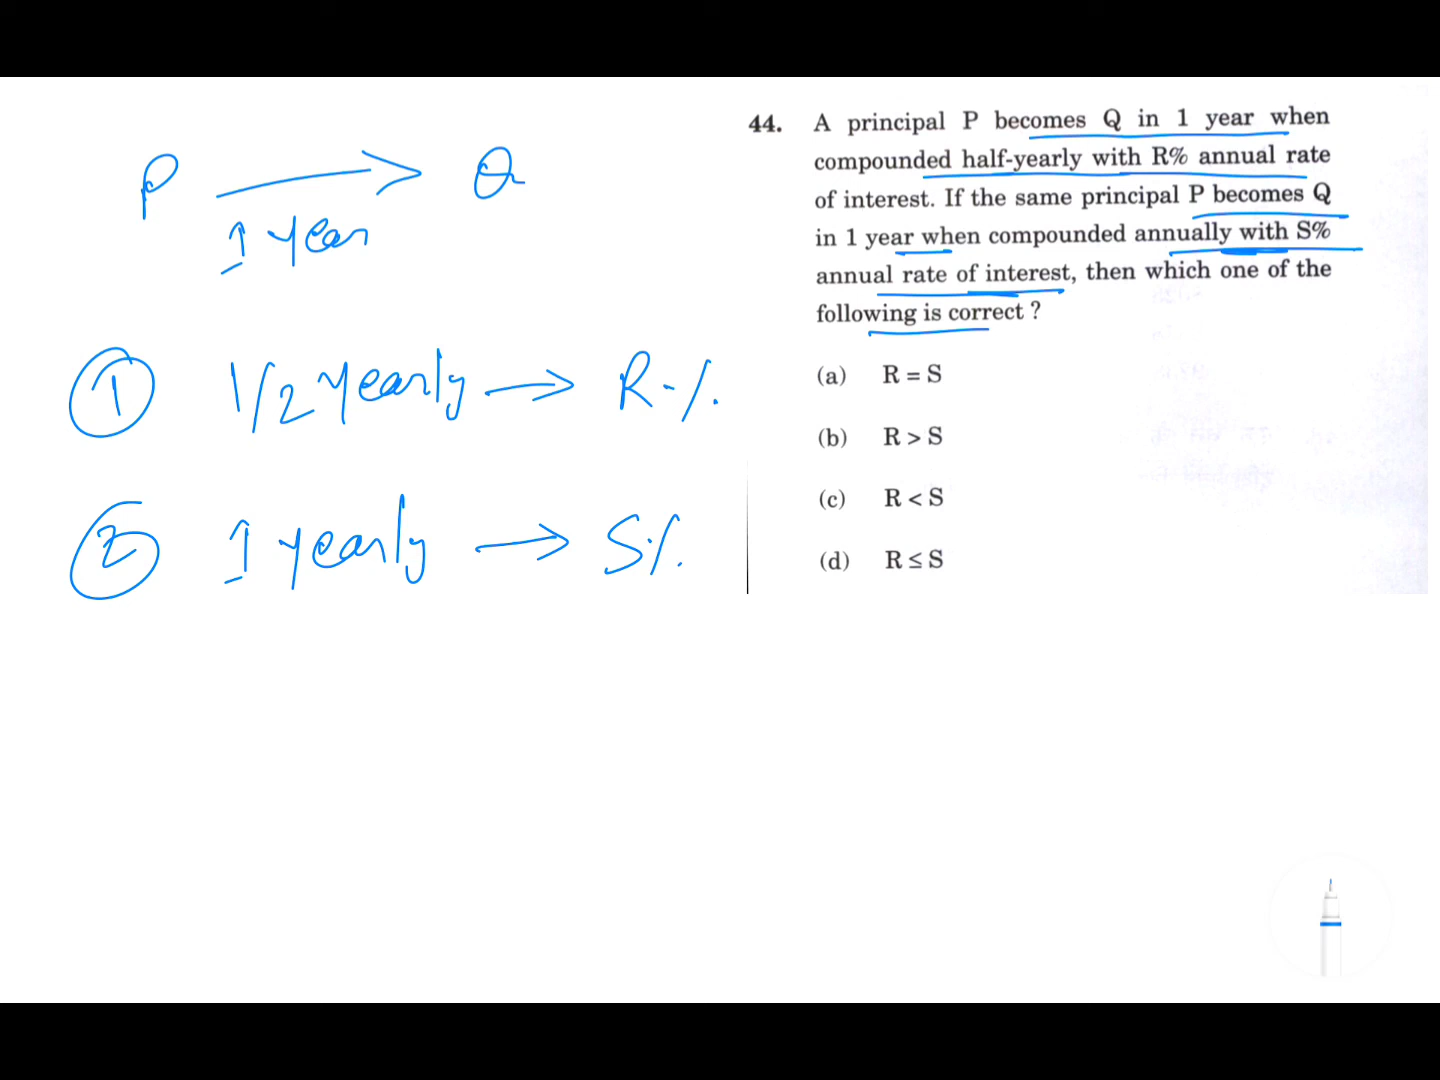 P → Q
1 year
① 1/2 yearly → R%.
② 1 yearly → S%.
44. A principal P becomes Q in 1 year when
compounded half-yearly with R% annual rate
of interest. If the same principal P becomes Q
in 1 year when compounded annually with S%
annual rate of interest, then which one of the
following is correct ?
(a) R = S
(b) R > S
(c) R < S
(d) R ≤ S